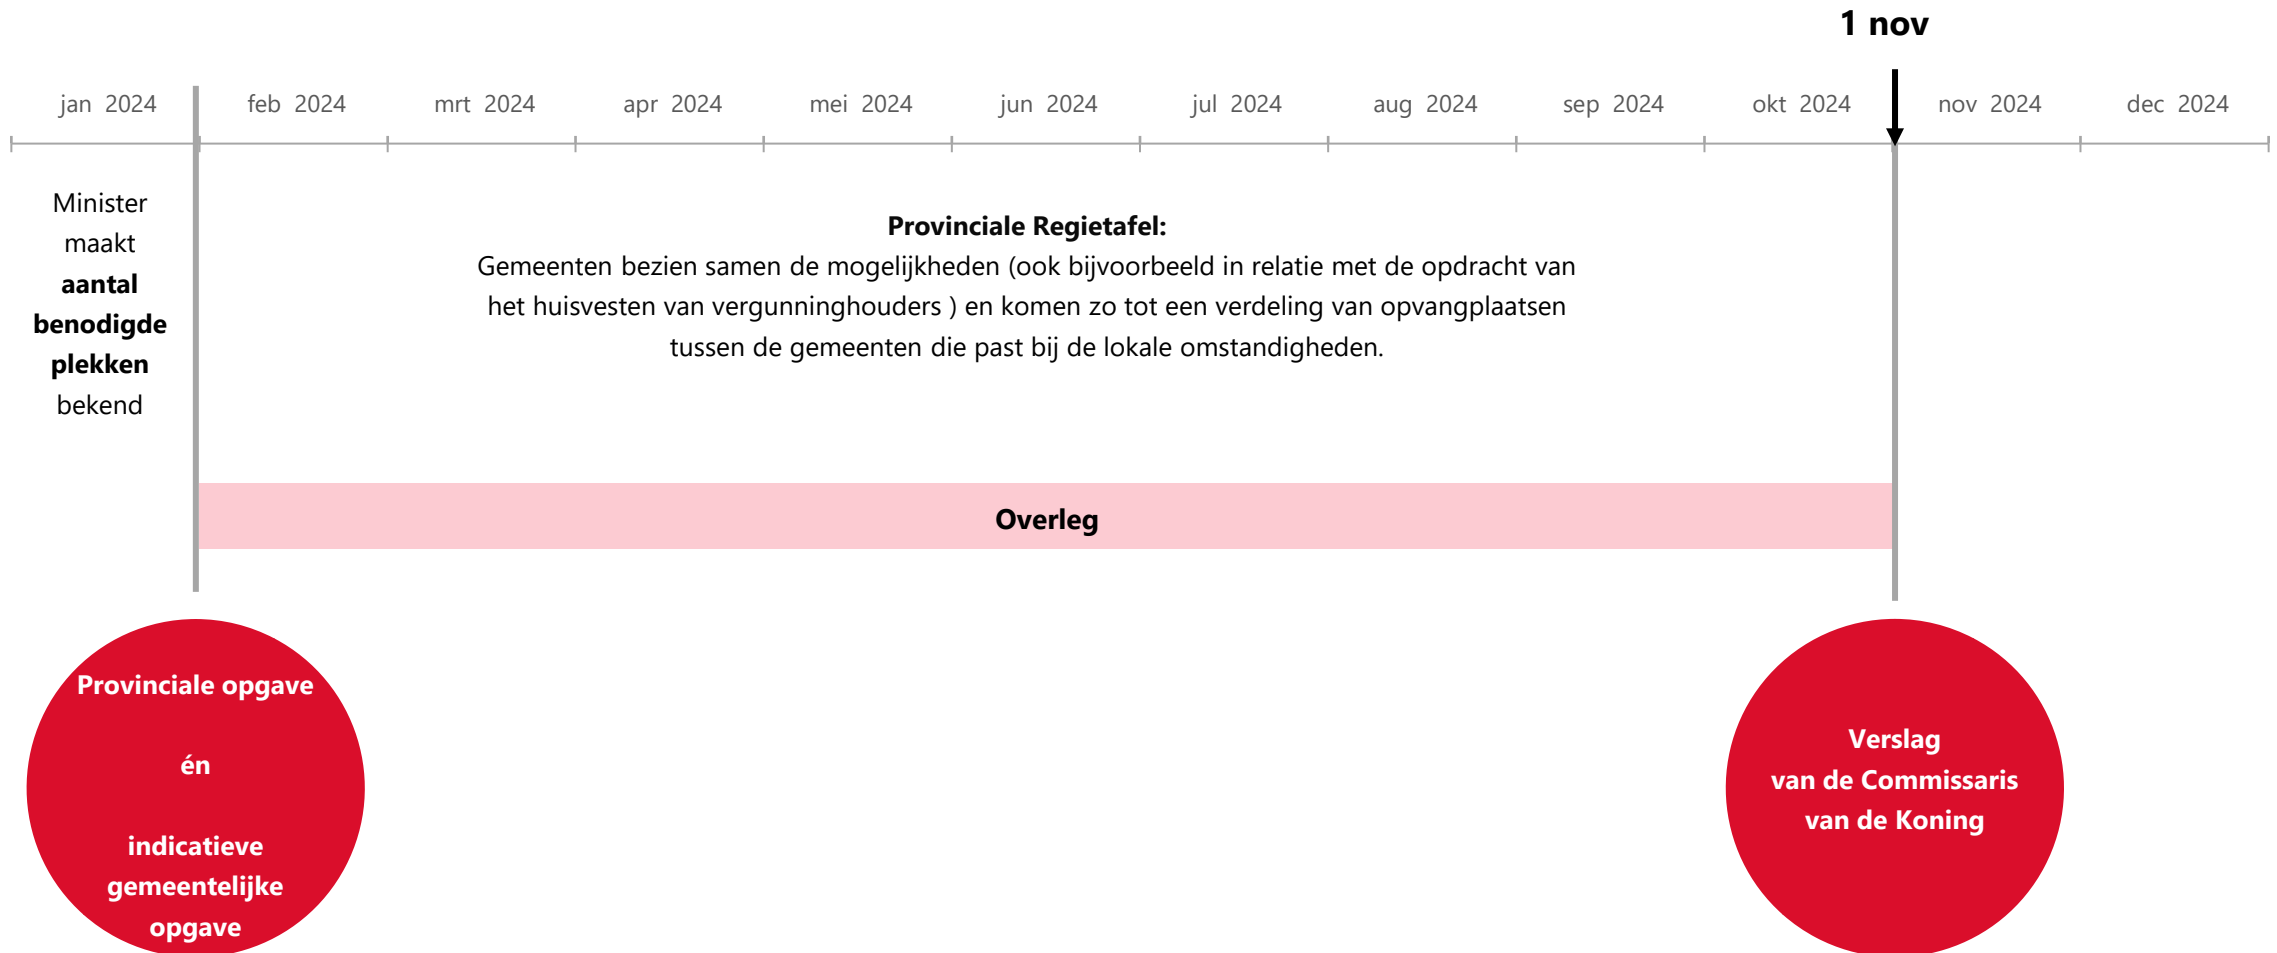 1 nov
jan 2024 feb 2024 mrt 2024 apr 2024 mei 2024 jun 2024 jul 2024 aug 2024 sep 2024 okt 2024 nov 2024 dec 2024
Minister
maakt
aantal
benodigde
plekken
bekend
Provinciale Regietafel:
Gemeenten bezien samen de mogelijkheden (ook bijvoorbeeld in relatie met de opdracht van
het huisvesten van vergunninghouders ) en komen zo tot een verdeling van opvangplaatsen
tussen de gemeenten die past bij de lokale omstandigheden.
Overleg
Provinciale opgave
én
indicatieve
gemeentelijke
opgave
Verslag
van de Commissaris
van de Koning